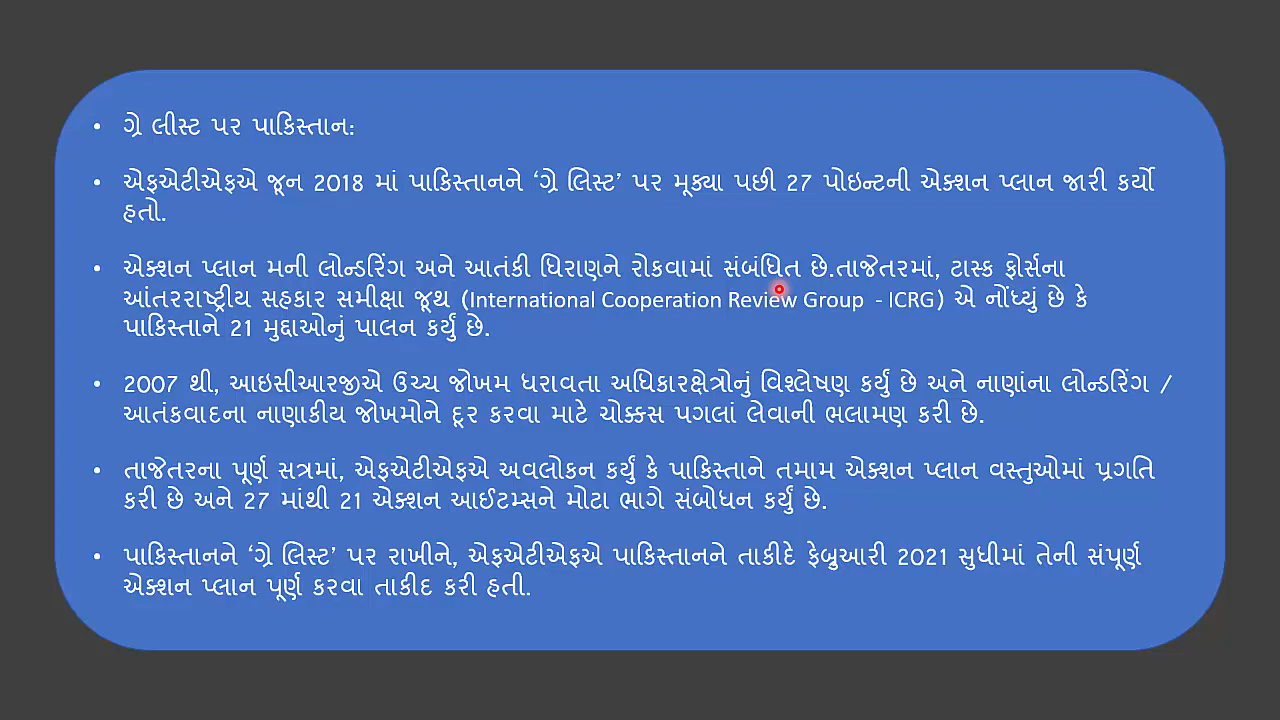 • ગ્રે લીસ્ટ પર પાકિસ્તાન:
• એફએટીએફએ જૂન 2018 માં પાકિસ્તાનને ‘ગ્રે લિસ્ટ’ પર મૂક્યા પછી 27 પોઇન્ટની એક્શન પ્લાન જારી કર્યો
હતો.
• એક્શન પ્લાન મની લોન્ડરિંગ અને આતંકી ધિરાણને રોકવામાં સંબંધિત છે.તાજેતરમાં, ટાસ્ક ફોર્સના
આંતરરાષ્ટ્રીય સહકાર સમીક્ષા જૂથ (International Cooperation Review Group - ICRG) એ નોંધ્યું છે કે
પાકિસ્તાને 21 મુદ્દાઓનું પાલન કર્યું છે.
• 2007 થી, આઇસીઆરજીએ ઉચ્ચ જોખમ ધરાવતા અધિકારક્ષેત્રોનું વિશ્લેષણ કર્યું છે અને નાણાંના લોન્ડરિંગ /
આતંકવાદના નાણાકીય જોખમોને દૂર કરવા માટે ચોક્કસ પગલાં લેવાની ભલામણ કરી છે.
• તાજેતરના પૂર્ણ સત્રમાં, એફએટીએફએ અવલોકન કર્યું કે પાકિસ્તાને તમામ એક્શન પ્લાન વસ્તુઓમાં પ્રગતિ
કરી છે અને 27 માંથી 21 એક્શન આઈટમ્સને મોટા ભાગે સંબોધન કર્યું છે.
• પાકિસ્તાનને ‘ગ્રે લિસ્ટ’ પર રાખીને, એફએટીએફએ પાકિસ્તાનને તાકીદે ફેબ્રુઆરી 2021 સુધીમાં તેની સંપૂર્ણ
એક્શન પ્લાન પૂર્ણ કરવા તાકીદ કરી હતી.